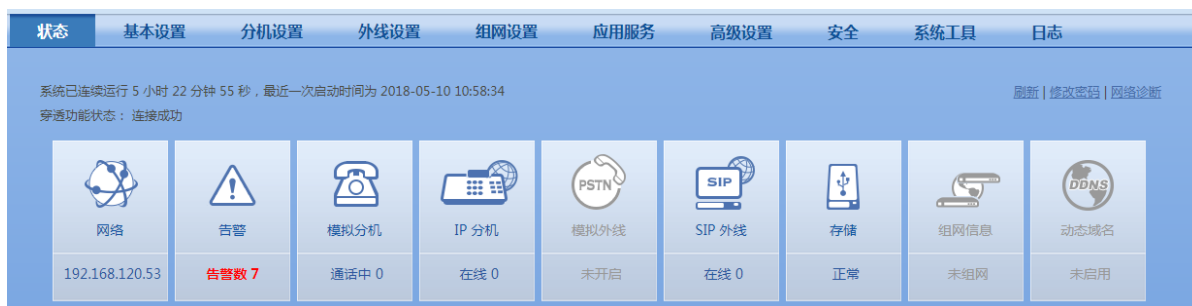 状态 基本设置 分机设置 外线设置 组网设置 应用服务 高级设置 安全 系统工具 日志
系统已连续运行 5 小时 22 分钟 55 秒，最近一次启动时间为 2018-05-10 10:58:34
刷新 | 修改密码 | 网络诊断
穿透功能状态： 连接成功
PSTN SIP DDNS
网络 告警 模拟分机 IP 分机 模拟外线 SIP 外线 存储 组网信息 动态域名
192.168.120.53 告警数 7 通话中 0 在线 0 未开启 在线 0 正常 未组网 未启用